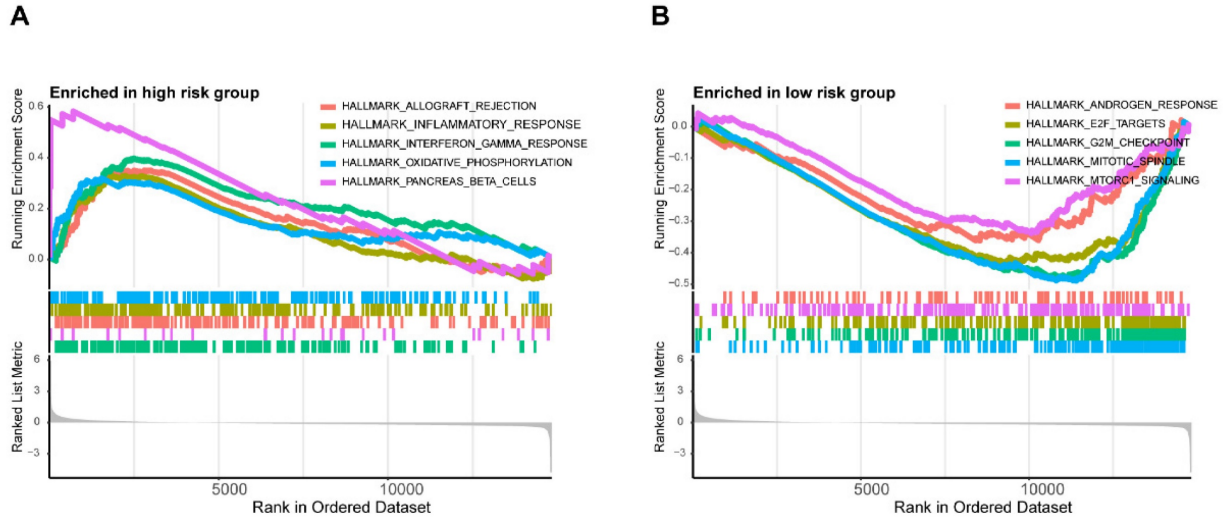 A
Enriched in high risk group
Running Enrichment Score
0.6
0.4
0.2
0.0
HALLMARK_ALLOGRAFT_REJECTION
HALLMARK_INFLAMMATORY_RESPONSE
HALLMARK_INTERFERON_GAMMA_RESPONSE
HALLMARK_OXIDATIVE_PHOSPHORYLATION
HALLMARK_PANCREAS_BETA_CELLS
Ranked List Metric
6
3
0
−3
5000
10000
Rank in Ordered Dataset
B
Enriched in low risk group
Running Enrichment Score
0.0
−0.1
−0.2
−0.3
−0.4
−0.5
HALLMARK_ANDROGEN_RESPONSE
HALLMARK_E2F_TARGETS
HALLMARK_G2M_CHECKPOINT
HALLMARK_MITOTIC_SPINDLE
HALLMARK_MTORC1_SIGNALING
Ranked List Metric
6
3
0
−3
5000
10000
Rank in Ordered Dataset